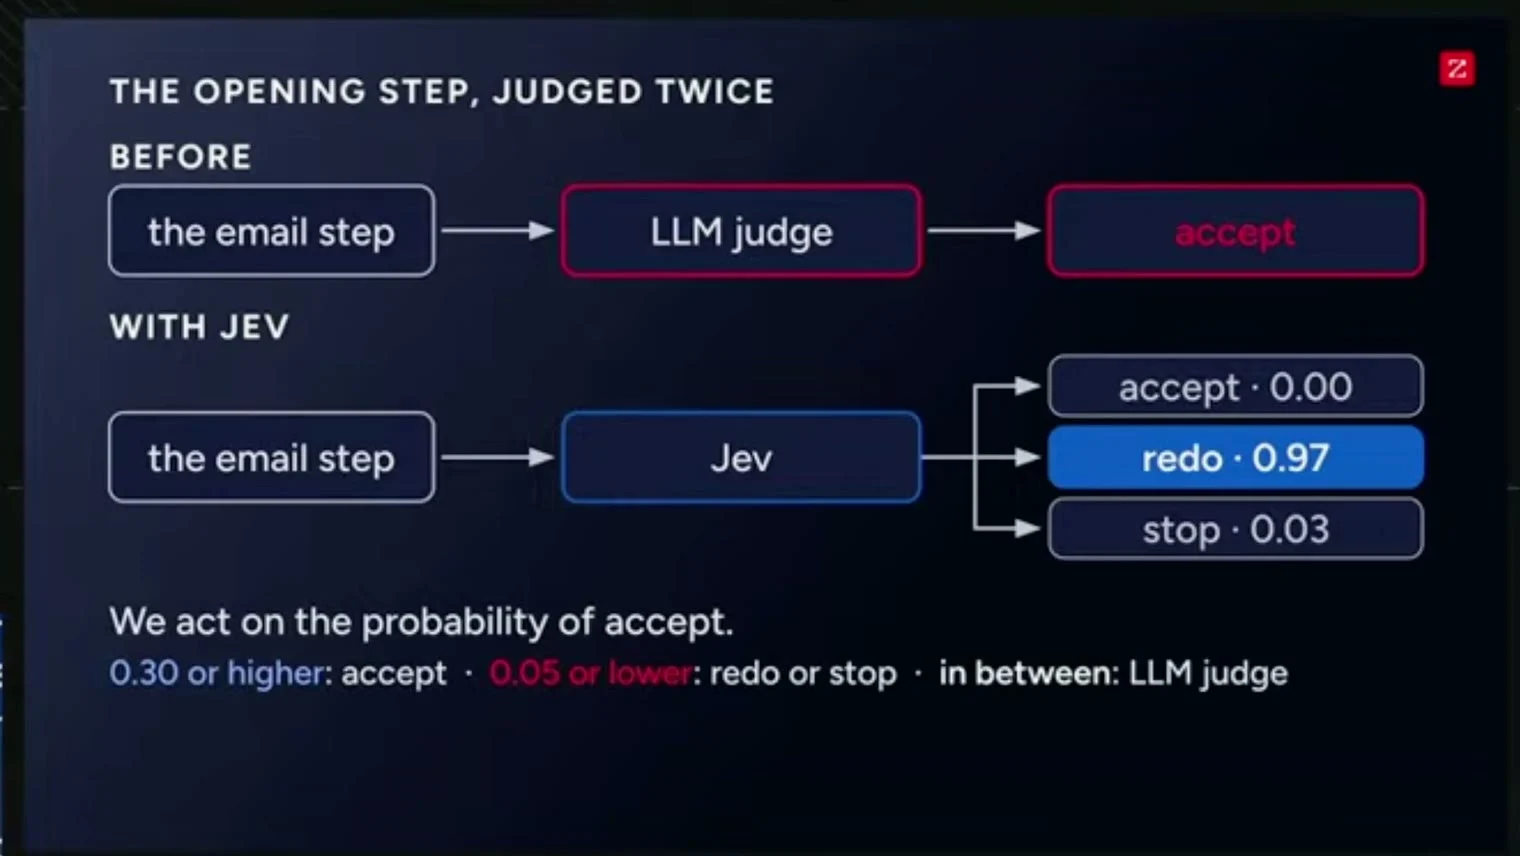 THE OPENING STEP, JUDGED TWICE
Z
BEFORE
the email step
LLM judge
accept
WITH JEV
the email step
Jev
accept · 0.00
redo · 0.97
stop · 0.03
We act on the probability of accept.
0.30 or higher: accept · 0.05 or lower: redo or stop · in between: LLM judge